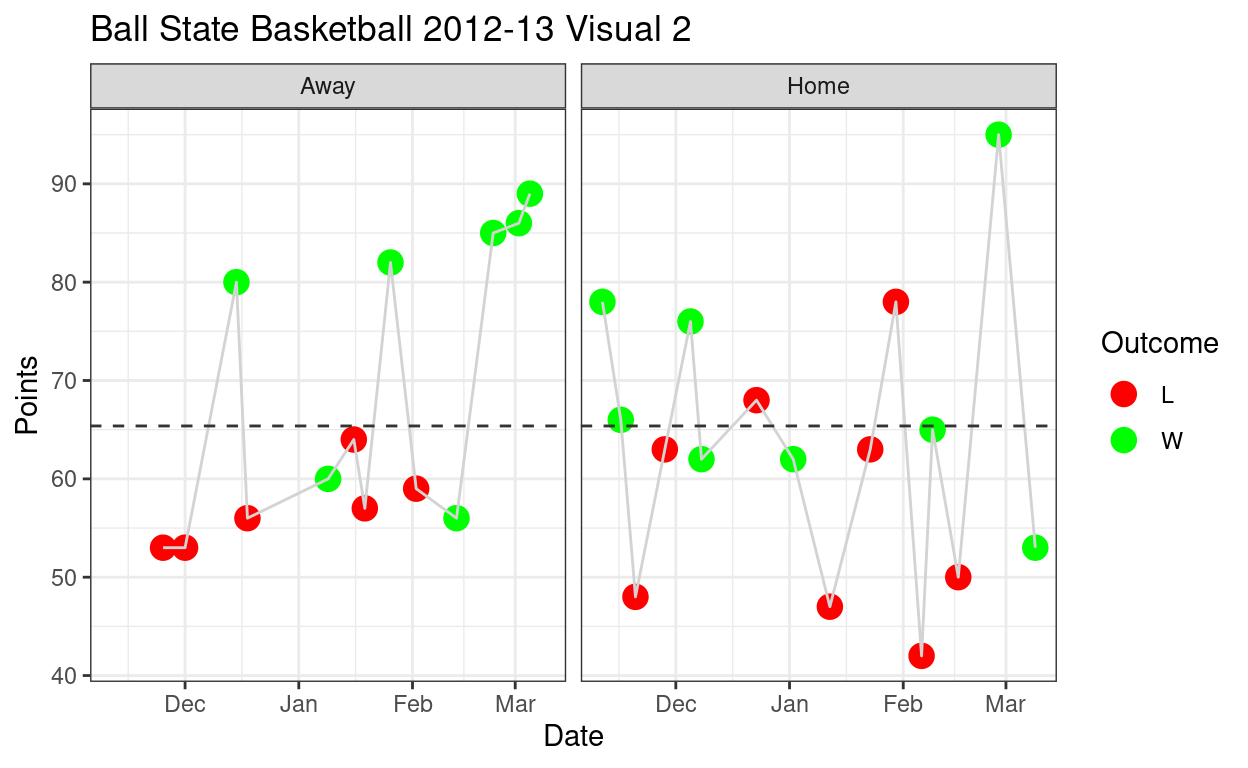 Ball State Basketball 2012-13 Visual 2
Away
Home
Points
90
80
70
60
50
40
Dec
Jan
Feb
Mar
Dec
Jan
Feb
Mar
Date
Outcome
L
W